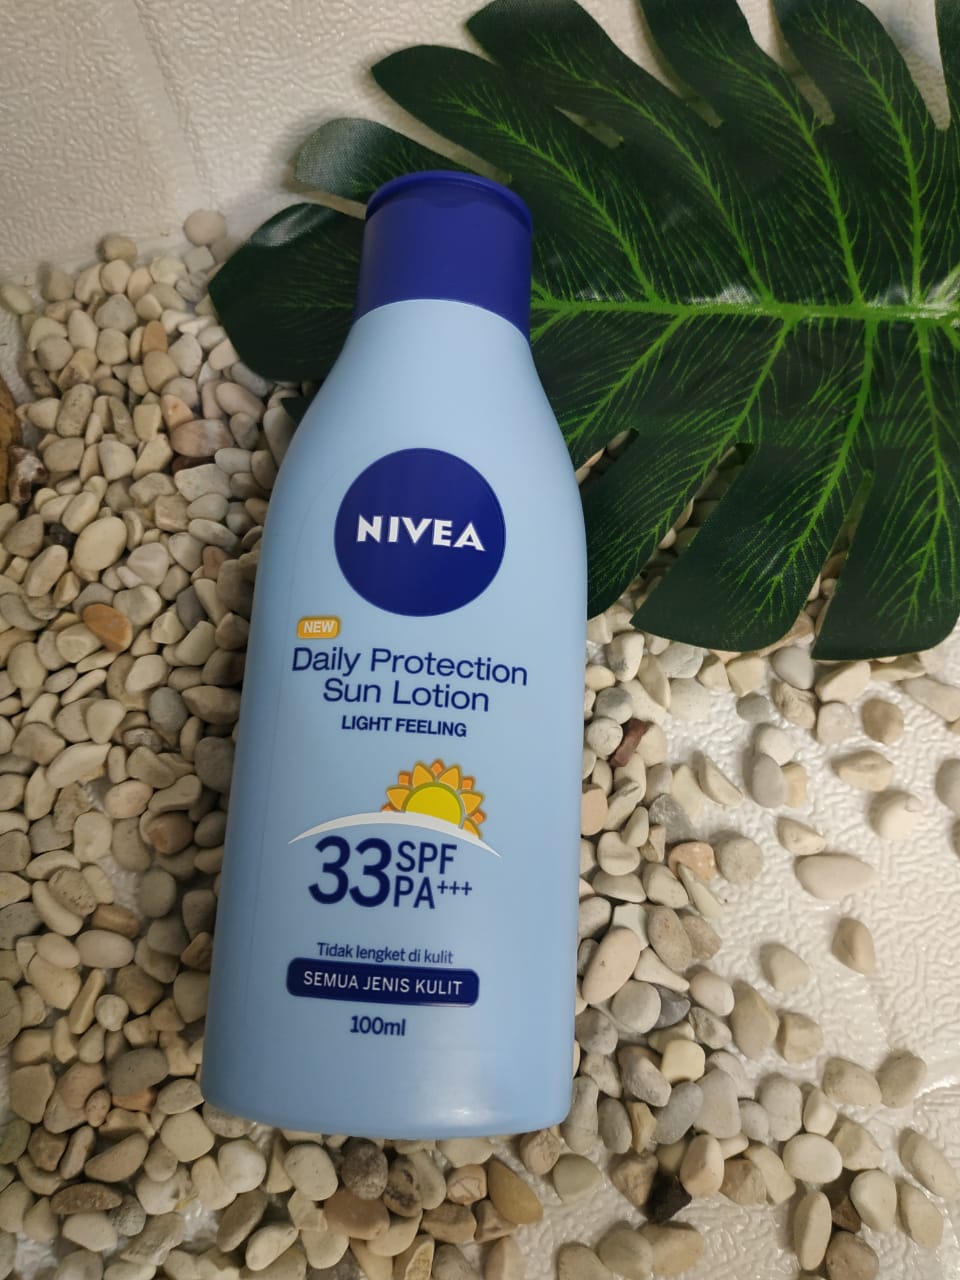 NIVEA
NEW
Daily Protection
Sun Lotion
LIGHT FEELING
33 SPF
PA+++
Tidak lengket di kulit
SEMUA JENIS KULIT
100ml